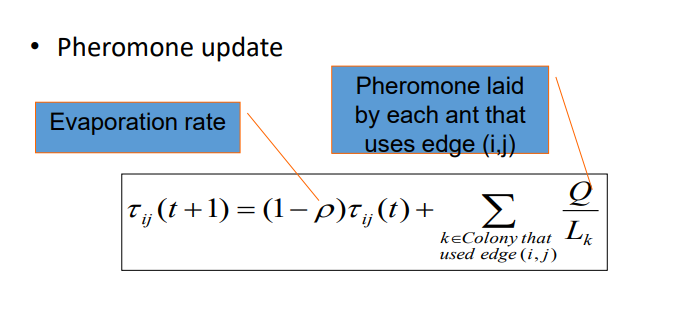 • Pheromone update
Pheromone laid
by each ant that
uses edge (i,j)
Evaporation rate
τij(t+1) = (1−ρ)τij(t) + ∑ Q/Lk
k∈Colony that
used edge (i, j)